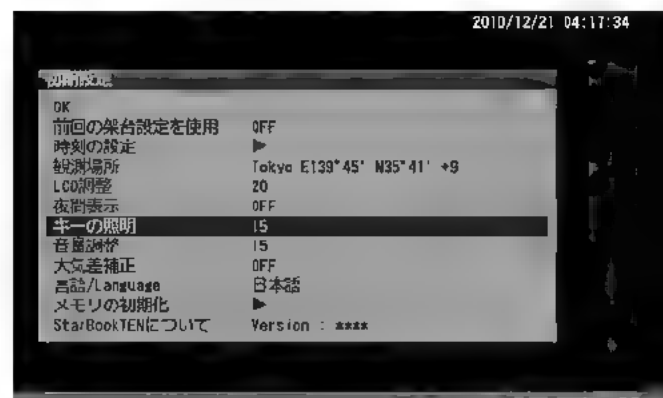 2010/12/21 04:17:34
初期設定
OK
前回の架台設定を使用 OFF
時刻の設定 ▶
観測場所 Tokyo E139°45' N35°41' +9
LCD調整 20
夜間表示 OFF
キーの照明 15
音量調整 15
大気差補正 OFF
言語/Language 日本語
メモリの初期化 ▶
StarBookTENについて Version : ****